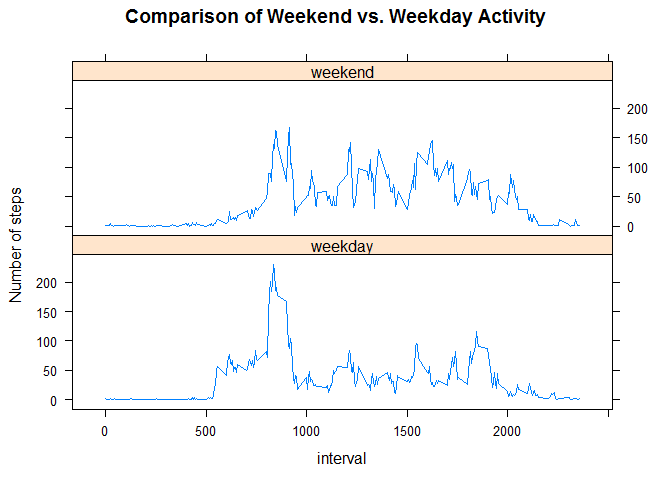 Comparison of Weekend vs. Weekday Activity
weekend
200
150
100
50
0
Number of steps
weekday
200
150
100
50
0
0 500 1000 1500 2000
interval